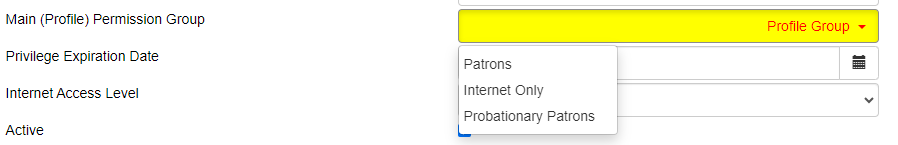 Main (Profile) Permission Group
Profile Group
Privilege Expiration Date
Patrons
Internet Only
Internet Access Level
Probationary Patrons
Active